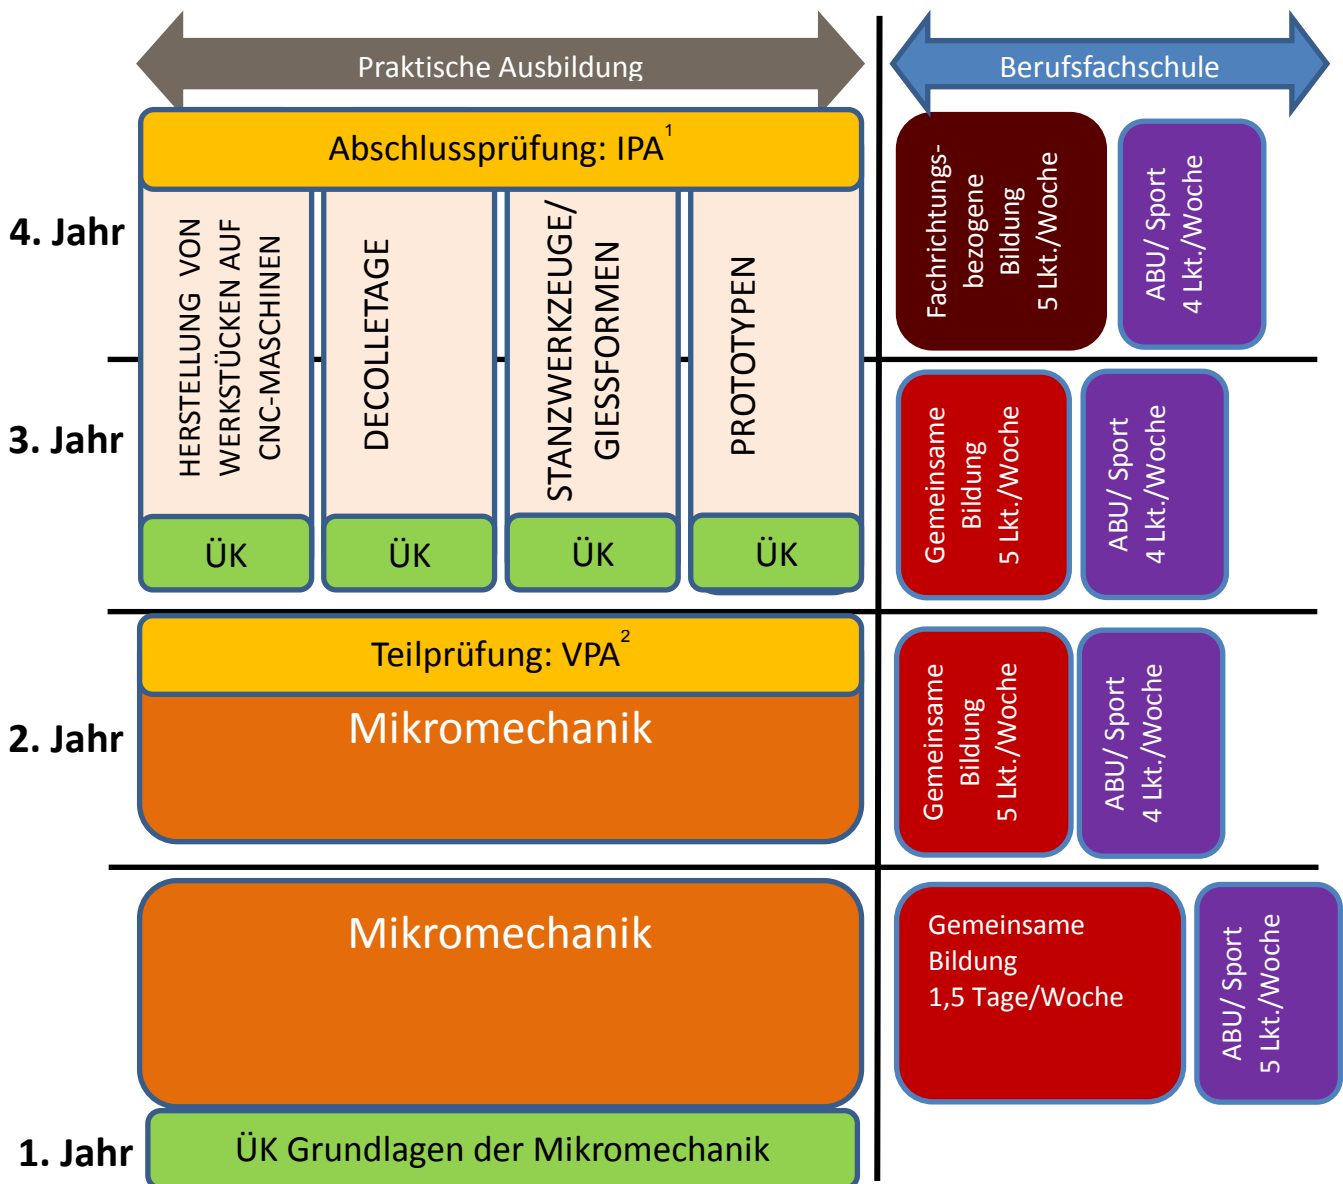 Praktische Ausbildung
Berufsfachschule
Abschlussprüfung: IPA¹
4. Jahr
HERSTELLUNG VON
WERKSTÜCKEN AUF
CNC-MASCHINEN
DECOLLETAGE
STANZWERKZEUGE/
GIESSFORMEN
PROTOTYPEN
Fachrichtungs-
bezogene
Bildung
5 Lkt./Woche
ABU/ Sport
4 Lkt./Woche
3. Jahr
ÜK
ÜK
ÜK
ÜK
Gemeinsame
Bildung
5 Lkt./Woche
ABU/ Sport
4 Lkt./Woche
Teilprüfung: VPA²
2. Jahr
Mikromechanik
Gemeinsame
Bildung
5 Lkt./Woche
ABU/ Sport
4 Lkt./Woche
Mikromechanik
Gemeinsame
Bildung
1,5 Tage/Woche
ABU/ Sport
5 Lkt./Woche
1. Jahr
ÜK Grundlagen der Mikromechanik